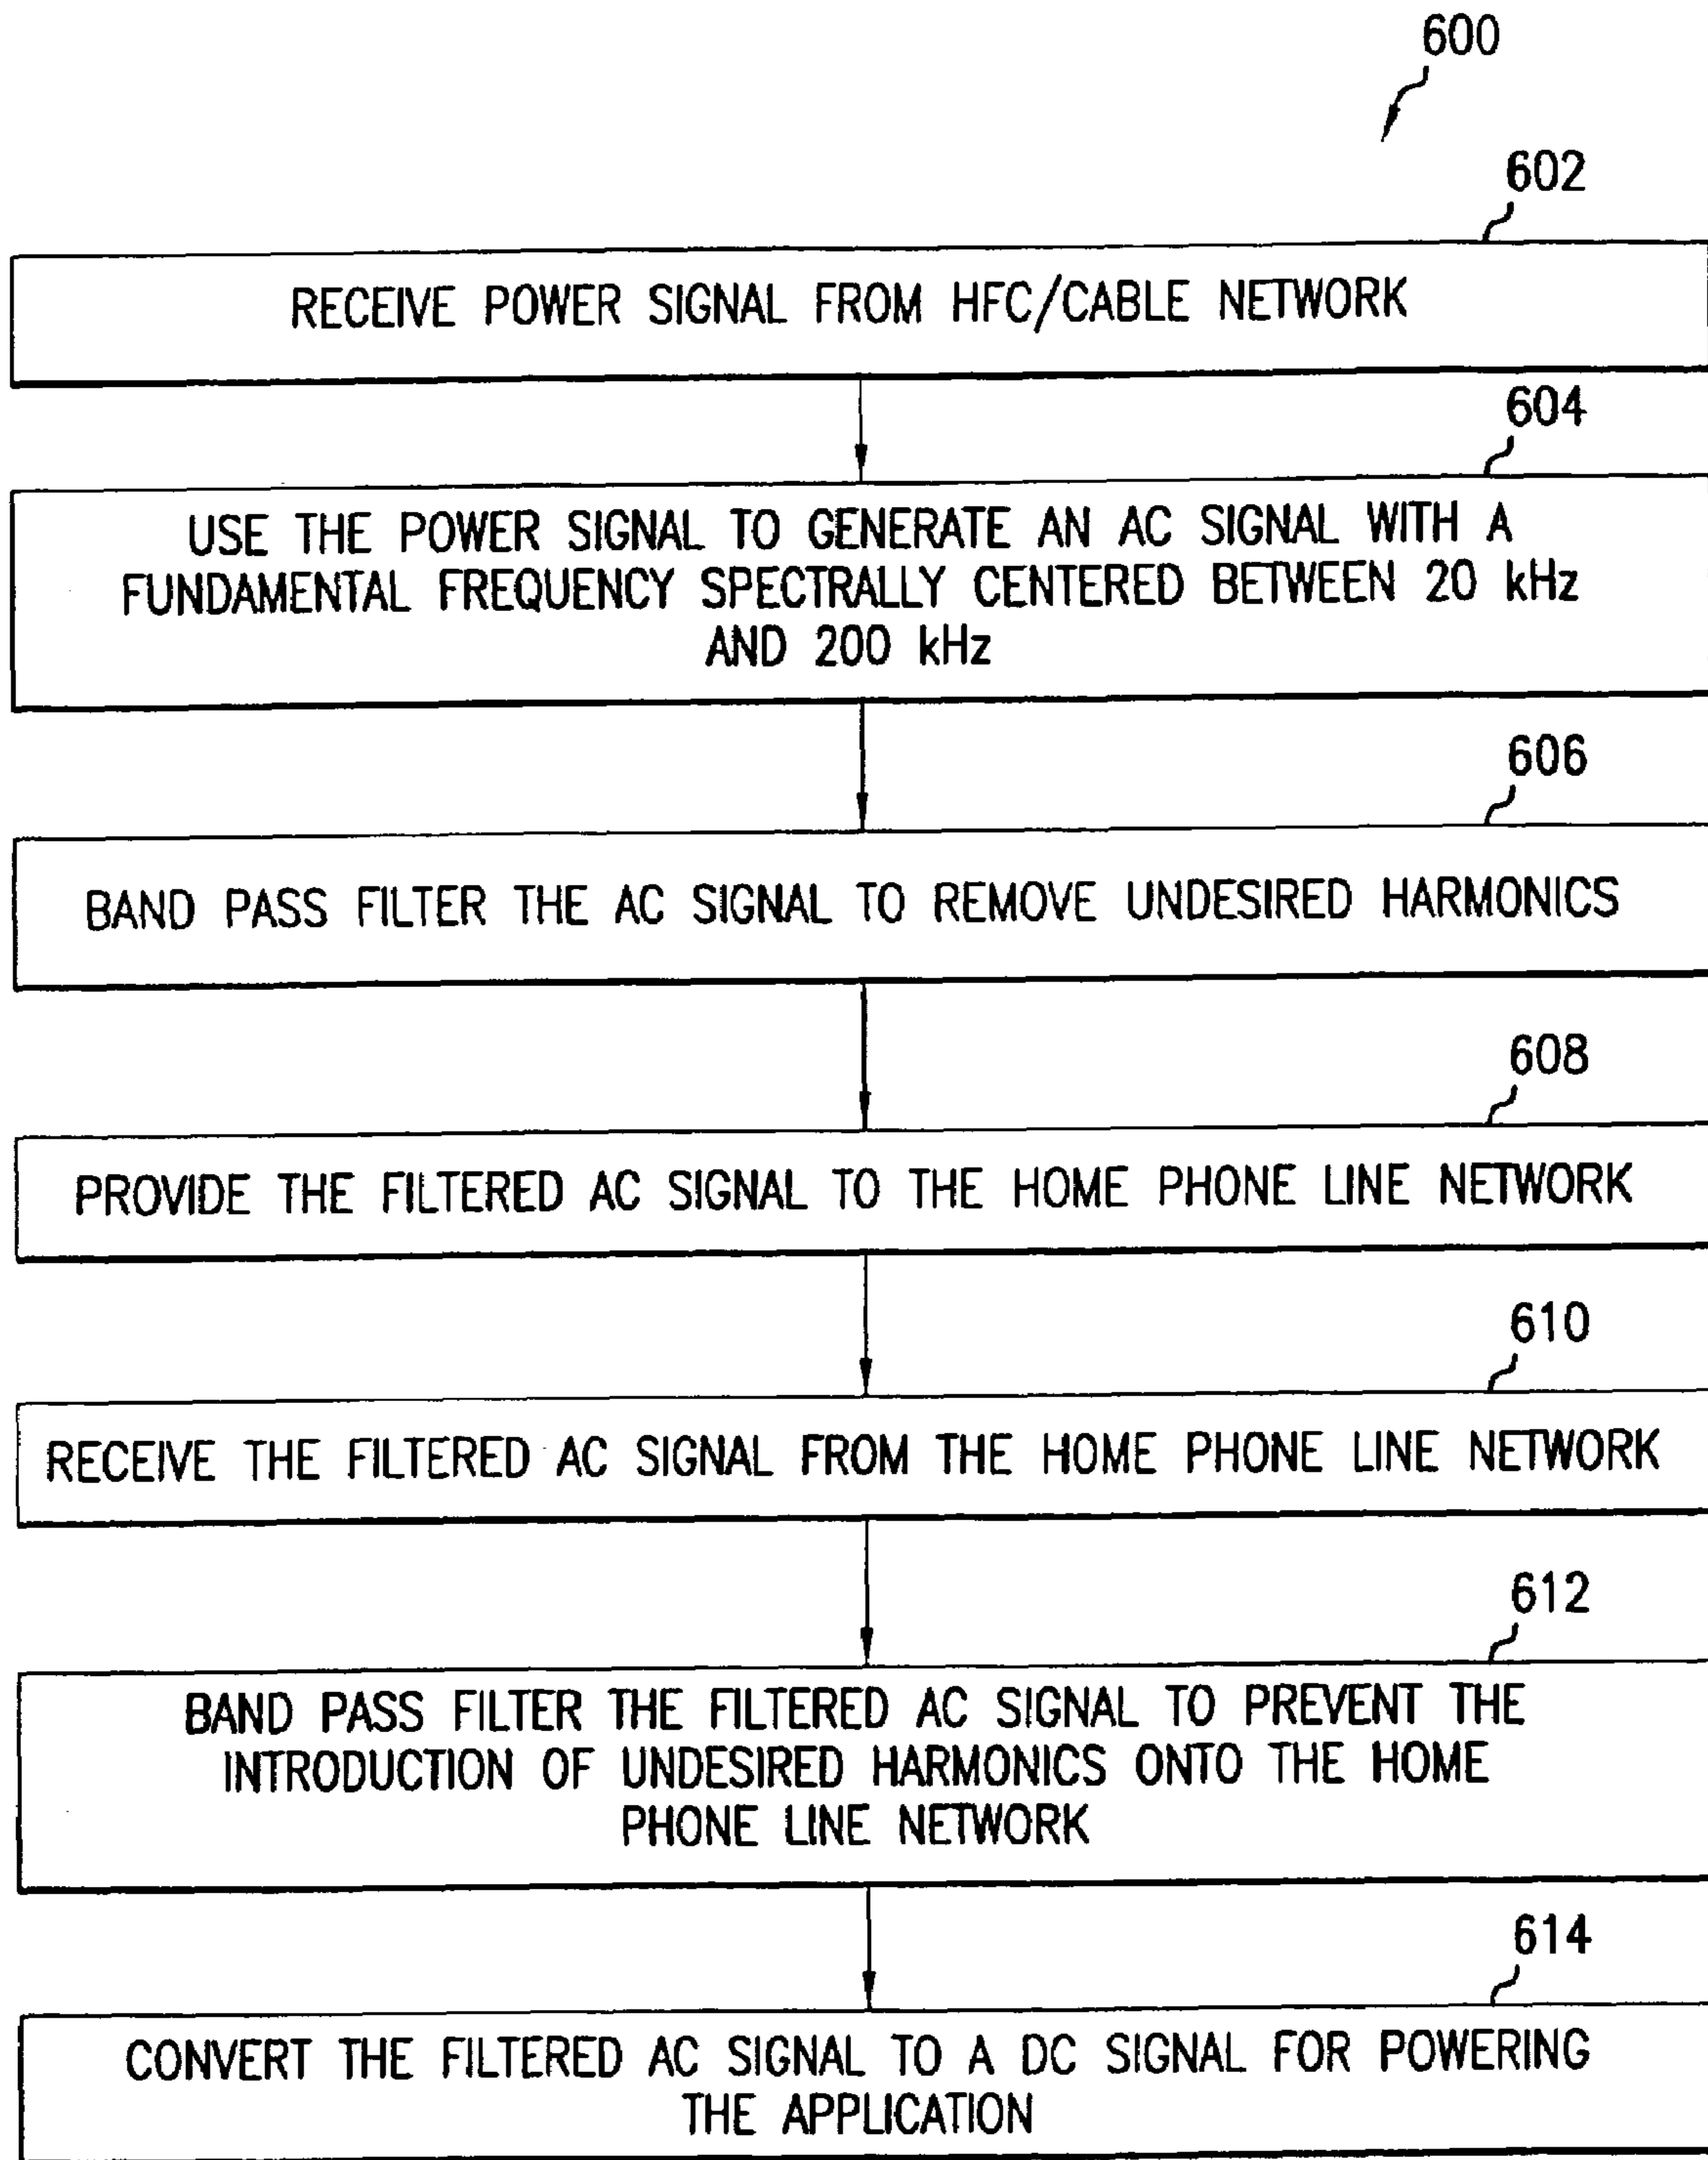 600
602
RECEIVE POWER SIGNAL FROM HFC/CABLE NETWORK
604
USE THE POWER SIGNAL TO GENERATE AN AC SIGNAL WITH A
FUNDAMENTAL FREQUENCY SPECTRALLY CENTERED BETWEEN 20 kHz
AND 200 kHz
606
BAND PASS FILTER THE AC SIGNAL TO REMOVE UNDESIRED HARMONICS
608
PROVIDE THE FILTERED AC SIGNAL TO THE HOME PHONE LINE NETWORK
610
RECEIVE THE FILTERED AC SIGNAL FROM THE HOME PHONE LINE NETWORK
612
BAND PASS FILTER THE FILTERED AC SIGNAL TO PREVENT THE
INTRODUCTION OF UNDESIRED HARMONICS ONTO THE HOME
PHONE LINE NETWORK
614
CONVERT THE FILTERED AC SIGNAL TO A DC SIGNAL FOR POWERING
THE APPLICATION